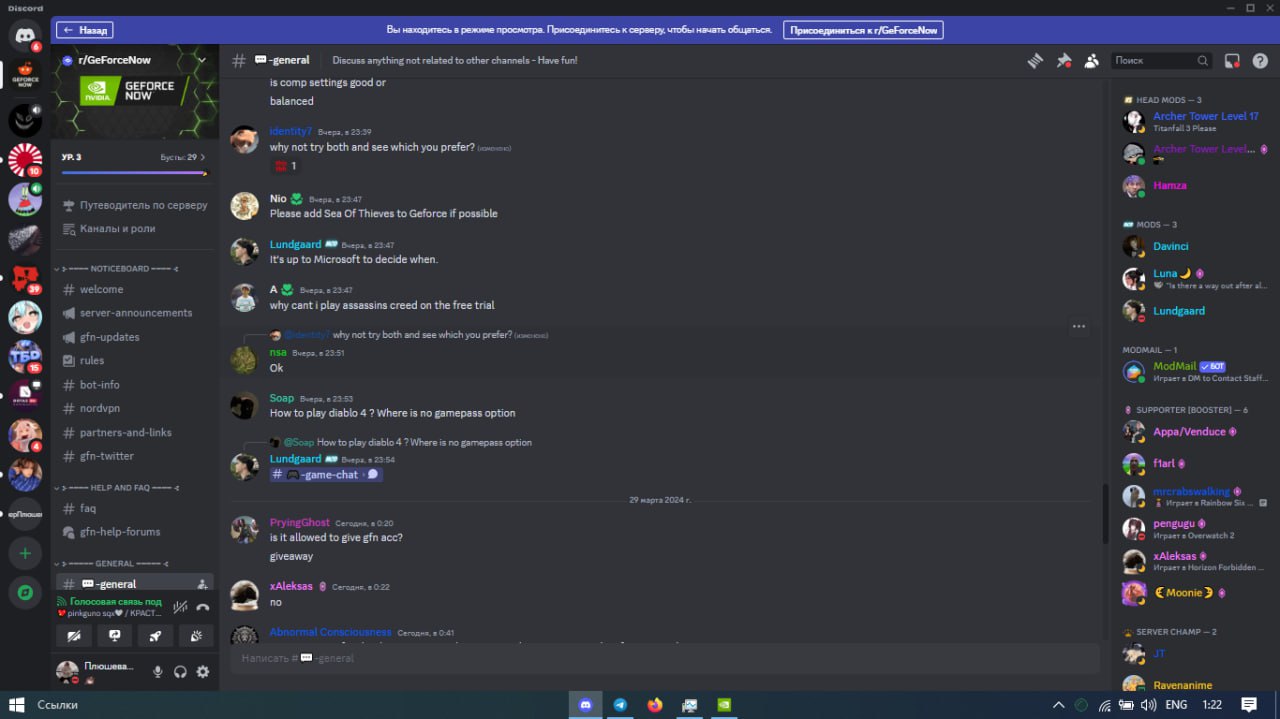 Discord
← Назад
Вы находитесь в режиме просмотра. Присоединитесь к серверу, чтобы начать общаться.
Присоединиться к r/GeForceNow
6
GEFORCE NOW
10
39
ТБР
15
4
ерПлюшев
r/GeForceNow
NVIDIA. GEFORCE NOW
УР. 3
Бусты: 29
Путеводитель по серверу
Каналы и роли
NOTICEBOARD
welcome
server-announcements
gfn-updates
rules
bot-info
nordvpn
partners-and-links
gfn-twitter
HELP AND FAQ
faq
gfn-help-forums
GENERAL
# 💬-general
Голосовая связь под
pinkguno sqx🖤 / КРАСТ...
Плюшева...
# 💬-general
Discuss anything not related to other channels - Have fun!
Поиск
is comp settings good or
balanced
identity7 Вчера, в 23:39
why not try both and see which you prefer? (изменено)
1
Nio Вчера, в 23:47
Please add Sea Of Thieves to Geforce if possible
Lundgaard Вчера, в 23:47
It's up to Microsoft to decide when.
A Вчера, в 23:47
why cant i play assassins creed on the free trial
@identity7 why not try both and see which you prefer? (изменено)
nsa Вчера, в 23:51
Ok
Soap Вчера, в 23:53
How to play diablo 4 ? Where is no gamepass option
@Soap How to play diablo 4 ? Where is no gamepass option
Lundgaard Вчера, в 23:54
# 🎮-game-chat ›
29 марта 2024 г.
PryingGhost Сегодня, в 0:20
is it allowed to give gfn acc?
giveaway
xAleksas Сегодня, в 0:22
no
Abnormal Consciousness Сегодня, в 0:41
Написать # 💬-general
HEAD MODS — 3
Archer Tower Level 17
Titanfall 3 Please
Archer Tower Level...
Hamza
MODS — 3
Davinci
Luna 🌙
"Is there a way out after al...
Lundgaard
MODMAIL — 1
ModMail ✓ БОТ
Играет в DM to Contact Staff...
SUPPORTER [BOOSTER] — 6
Appa/Venduce
f1arl
mrcrabswalking
Играет в Rainbow Six ...
pengugu
Играет в Overwatch 2
xAleksas
Играет в Horizon Forbidden ...
Moonie
SERVER CHAMP — 2
JT
Ravenanime
Ссылки
ENG
1:22